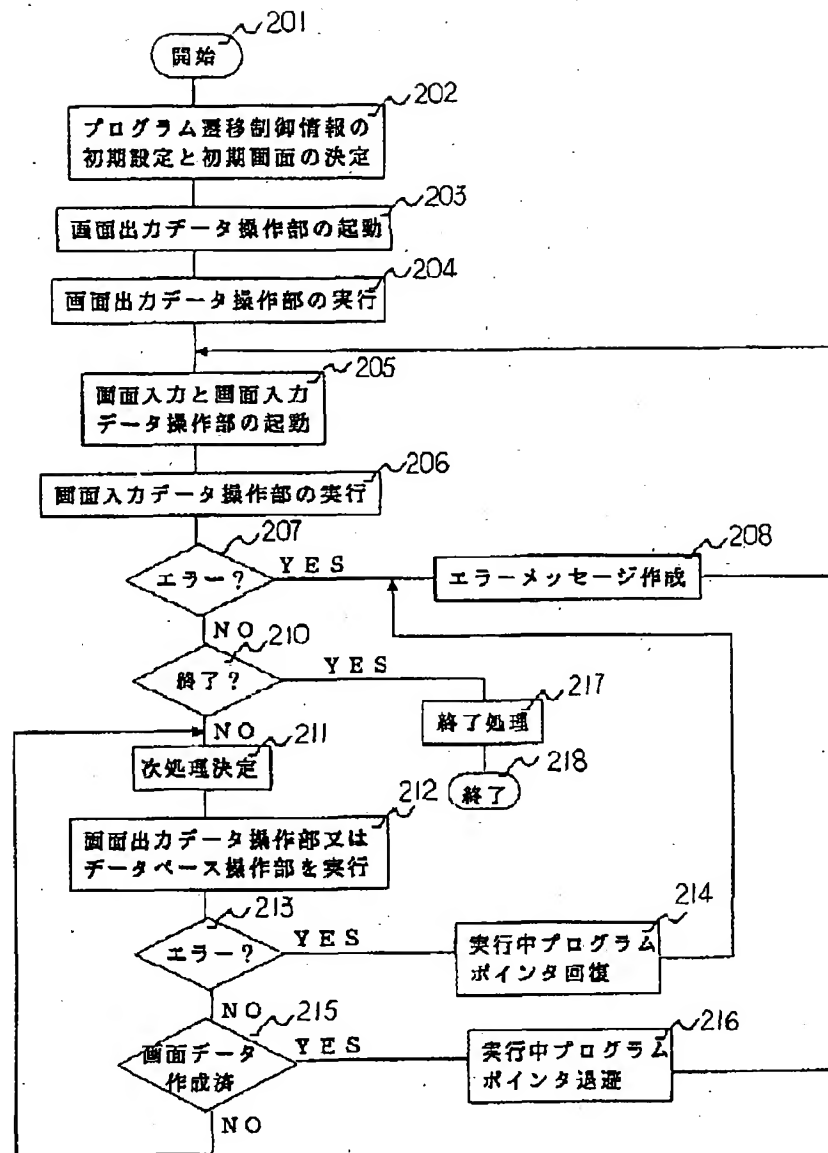 201
開始
202
プログラム遷移制御情報の
初期設定と初期画面の決定
203
画面出力データ操作部の起動
204
画面出力データ操作部の実行
205
画面入力と画面入力
データ操作部の起動
206
画面入力データ操作部の実行
207
エラー?
YES
208
エラーメッセージ作成
NO
210
終了?
YES
217
終了処理
218
終了
NO
211
次処理決定
212
画面出力データ操作部又は
データベース操作部を実行
213
エラー?
YES
214
実行中プログラム
ポインタ回復
NO
215
画面データ
作成済
YES
216
実行中プログラム
ポインタ退避
NO